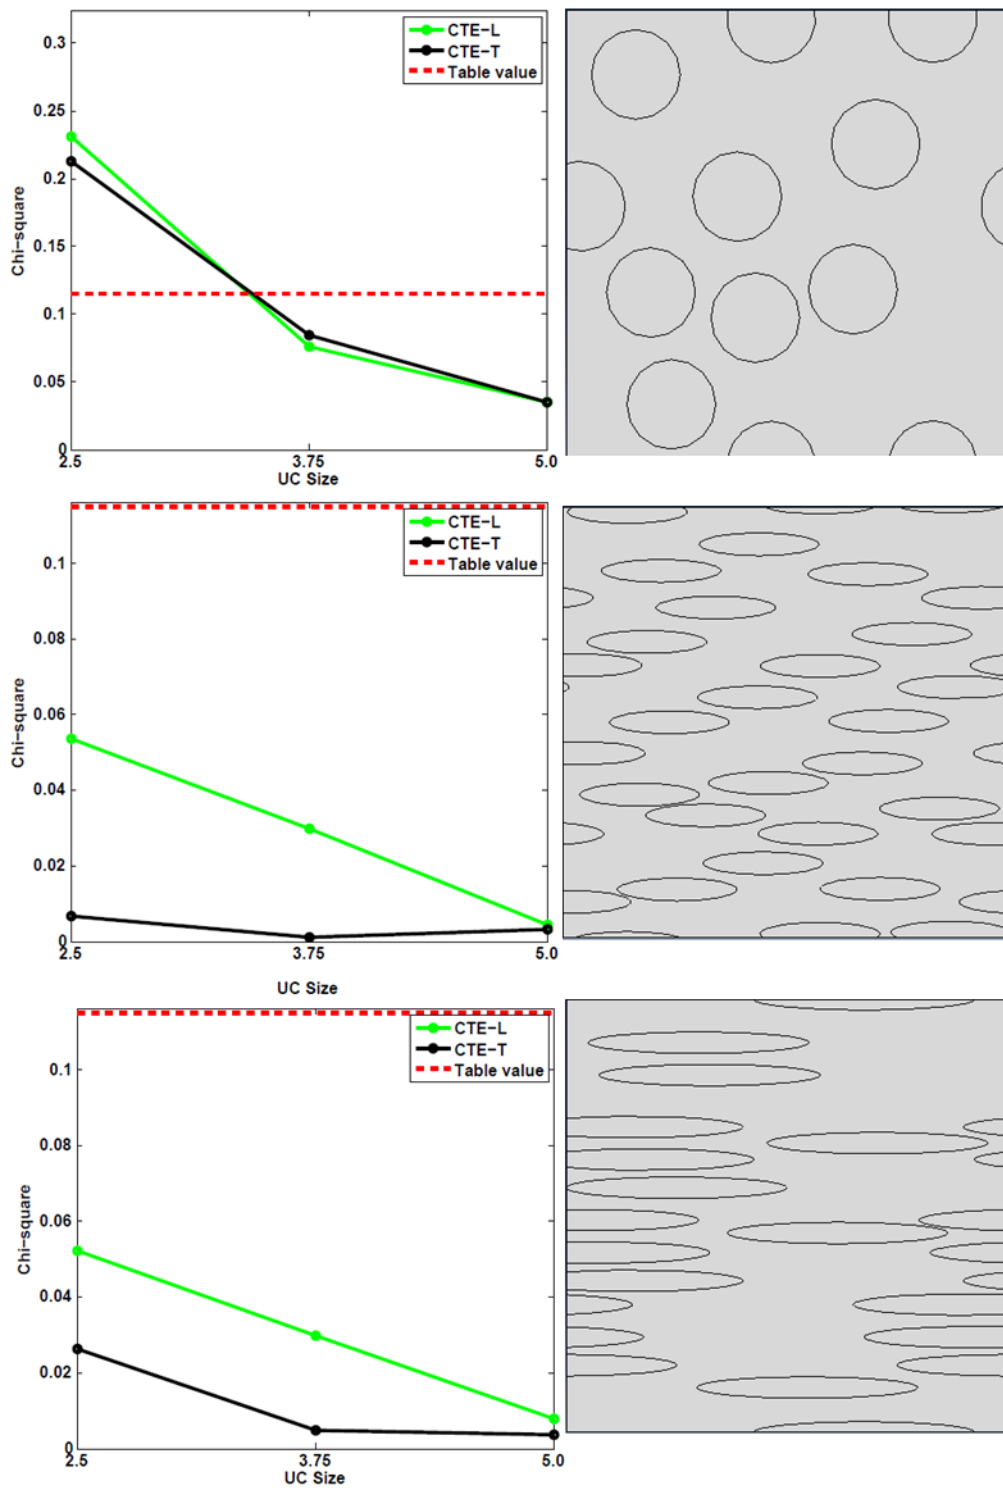 0.3
CTE-L
CTE-T
Table value
0.25
0.2
0.15
0.1
0.05
0
Chi-square
2.5 3.75 5.0
UC Size
0.1
CTE-L
CTE-T
Table value
0.08
0.06
0.04
0.02
0
Chi-square
2.5 3.75 5.0
UC Size
0.1
CTE-L
CTE-T
Table value
0.08
0.06
0.04
0.02
0
Chi-square
2.5 3.75 5.0
UC Size